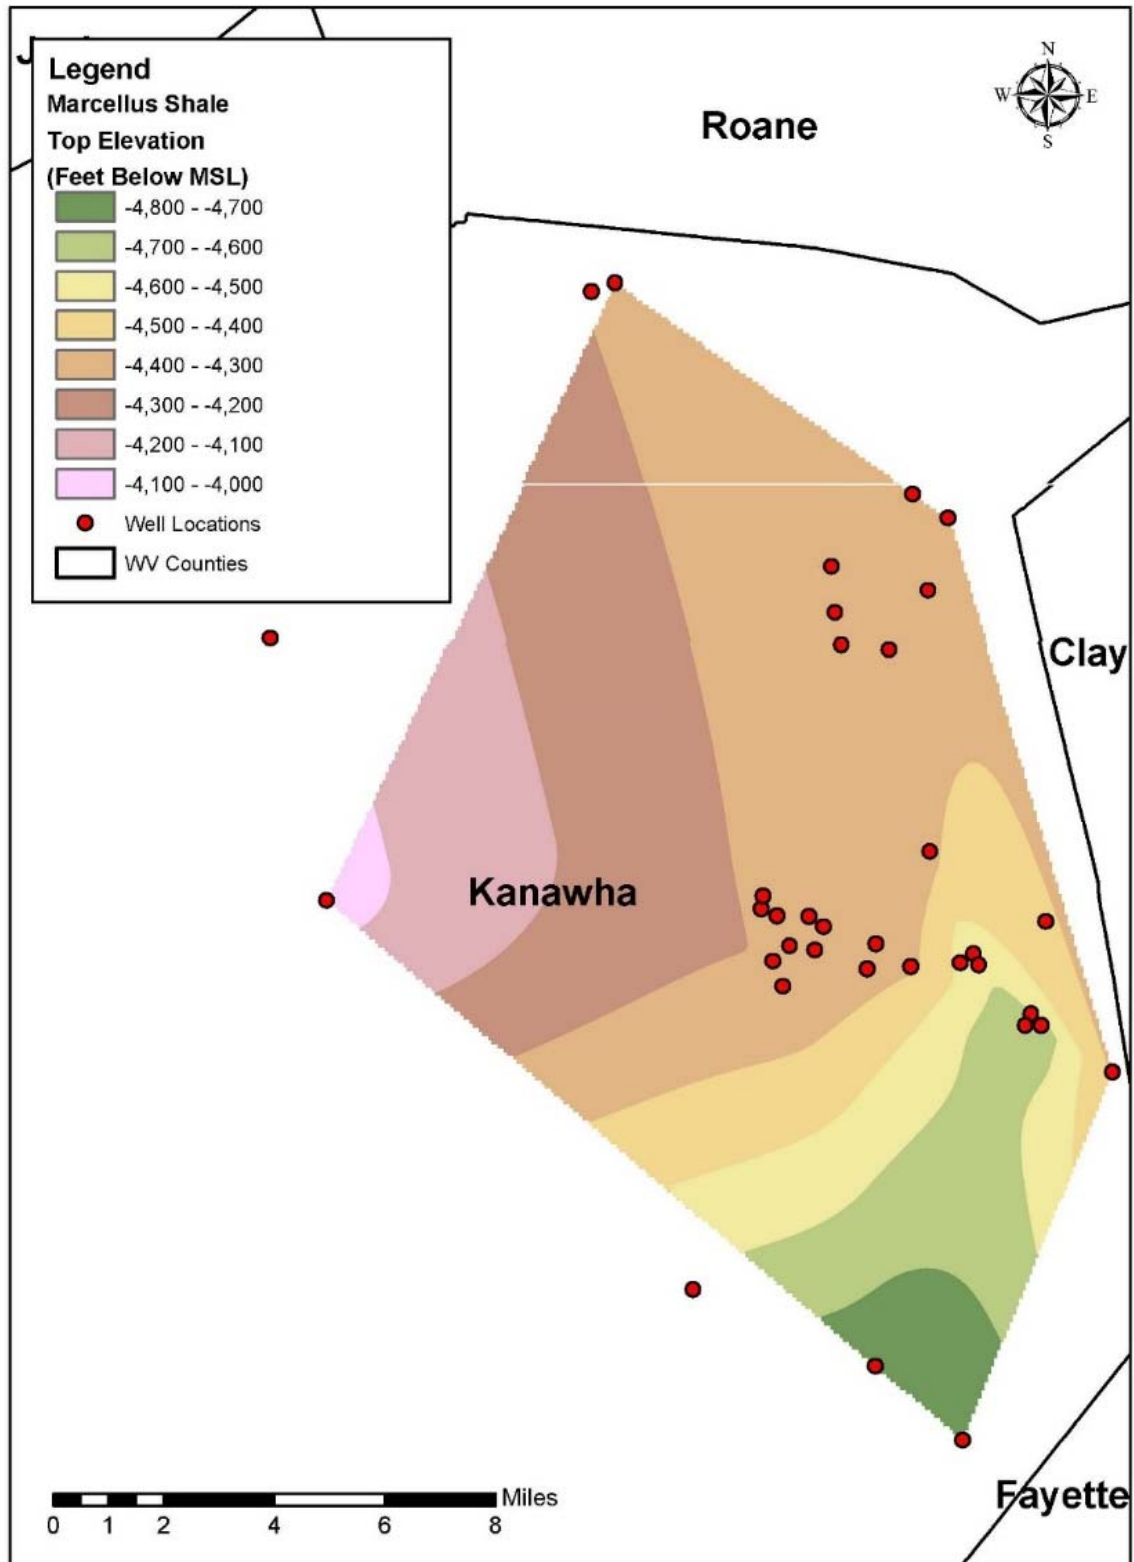 Legend
Marcellus Shale
Top Elevation
(Feet Below MSL)
-4,800 - -4,700
-4,700 - -4,600
-4,600 - -4,500
-4,500 - -4,400
-4,400 - -4,300
-4,300 - -4,200
-4,200 - -4,100
-4,100 - -4,000
Well Locations
WV Counties
N
W E
S
Roane
Clay
Kanawha
Fayette
Miles
0 1 2 4 6 8